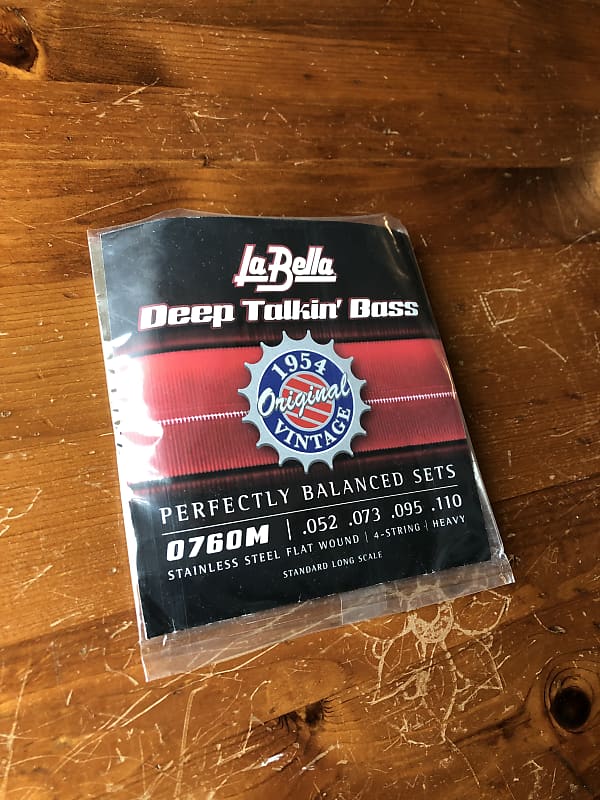 La Bella
Deep Talkin' Bass
1954
Original
VINTAGE
PERFECTLY BALANCED SETS
0760M | .052 .073 .095 .110
STAINLESS STEEL FLAT WOUND | 4-STRING | HEAVY
STANDARD LONG SCALE